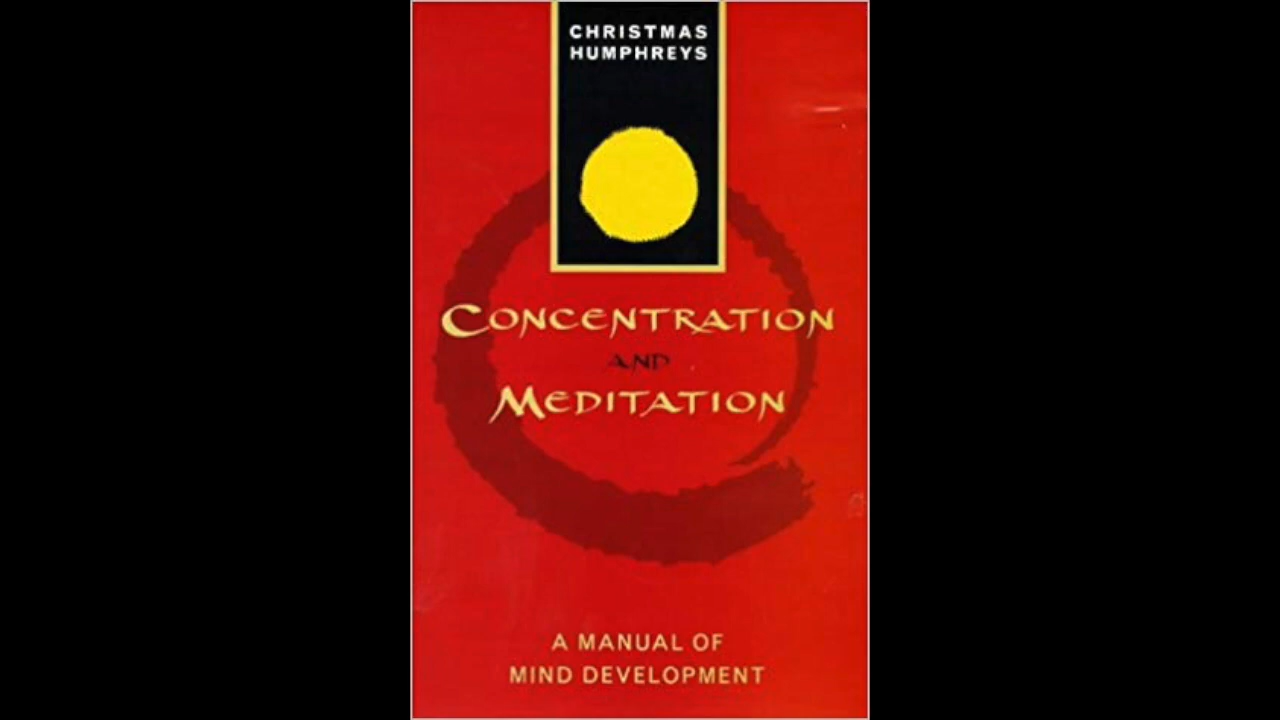 CHRISTMAS
HUMPHREYS
CONCENTRATION
AND
MEDITATION
A MANUAL OF
MIND DEVELOPMENT